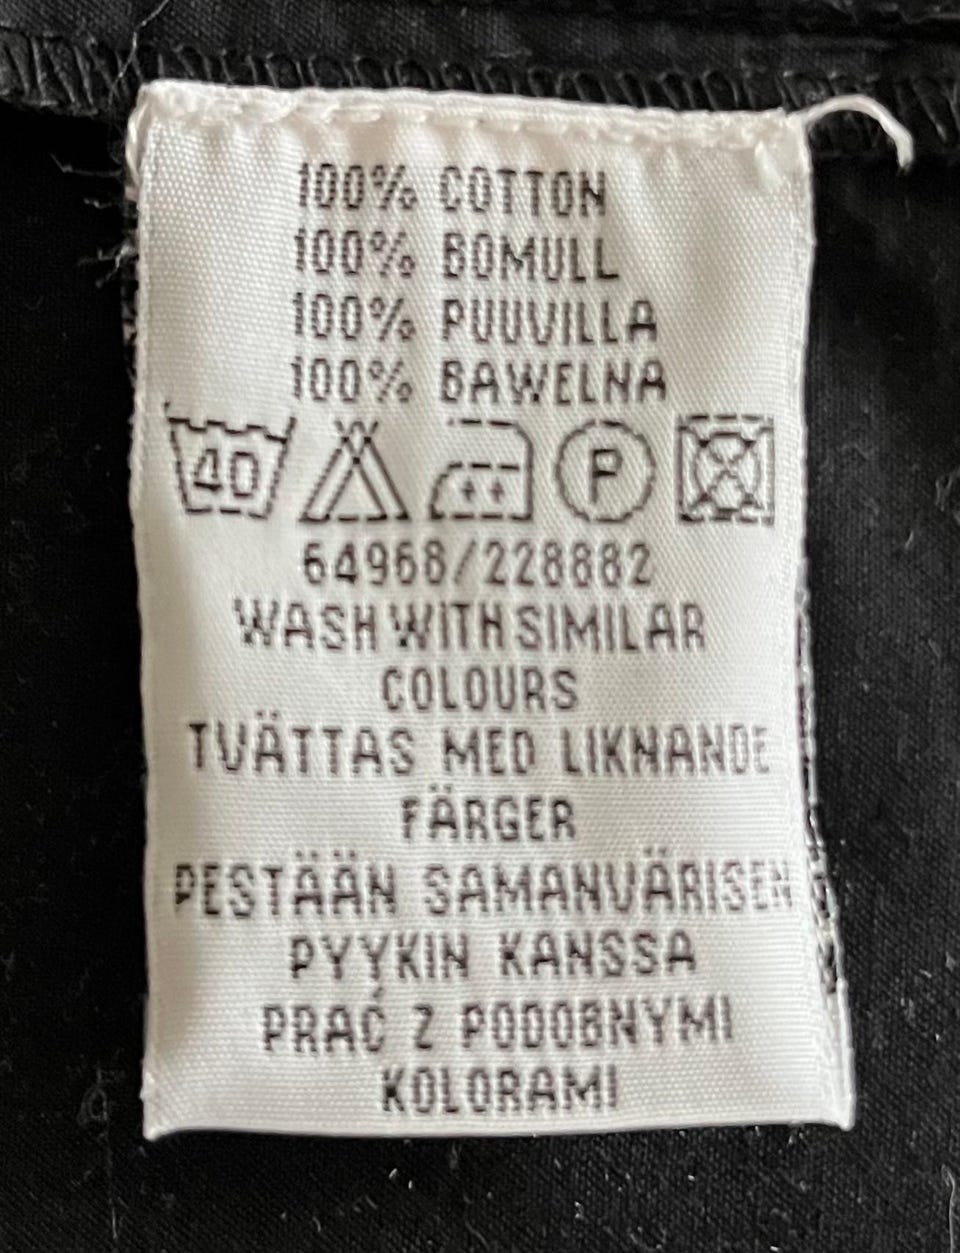 100% COTTON
100% BOMULL
100% PUUVILLA
100% BAWELNA
40 P
64968/228882
WASH WITH SIMILAR
COLOURS
TVÄTTAS MED LIKNANDE
FÄRGER
PESTÄÄN SAMANVÄRISEN
PYYKIN KANSSA
PRAĆ Z PODOBNYMI
KOLORAMI